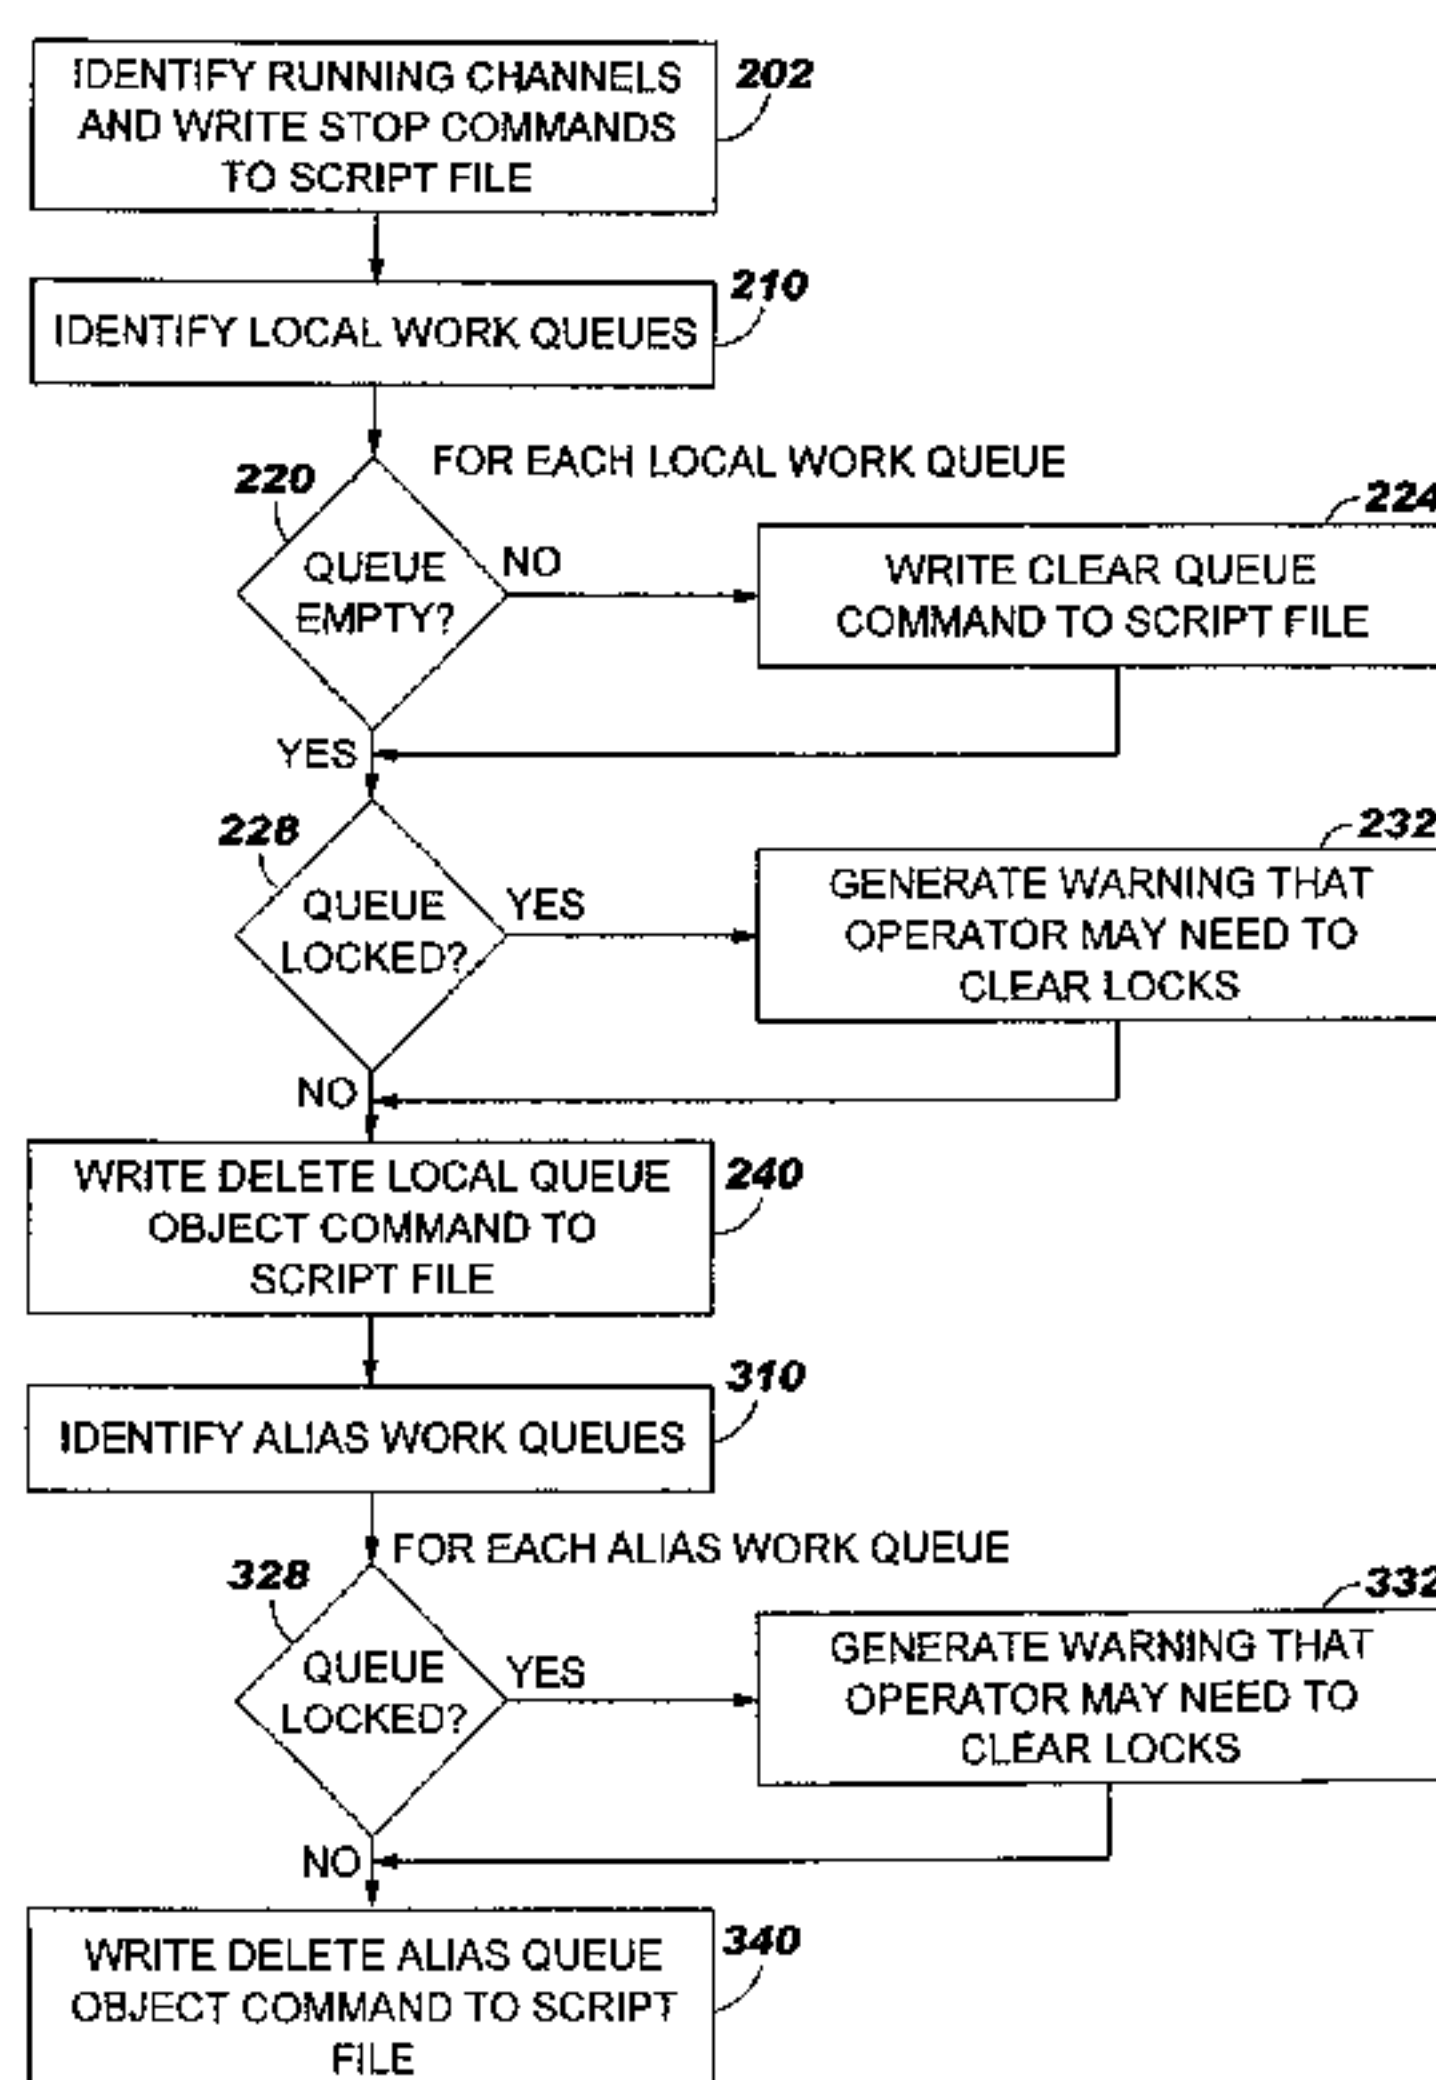 IDENTIFY RUNNING CHANNELS
AND WRITE STOP COMMANDS
TO SCRIPT FILE
202
IDENTIFY LOCAL WORK QUEUES
210
FOR EACH LOCAL WORK QUEUE
220
QUEUE
EMPTY?
NO
224
WRITE CLEAR QUEUE
COMMAND TO SCRIPT FILE
YES
228
QUEUE
LOCKED?
YES
232
GENERATE WARNING THAT
OPERATOR MAY NEED TO
CLEAR LOCKS
NO
WRITE DELETE LOCAL QUEUE
OBJECT COMMAND TO
SCRIPT FILE
240
IDENTIFY ALIAS WORK QUEUES
310
FOR EACH ALIAS WORK QUEUE
328
QUEUE
LOCKED?
YES
332
GENERATE WARNING THAT
OPERATOR MAY NEED TO
CLEAR LOCKS
NO
WRITE DELETE ALIAS QUEUE
OBJECT COMMAND TO SCRIPT
FILE
340